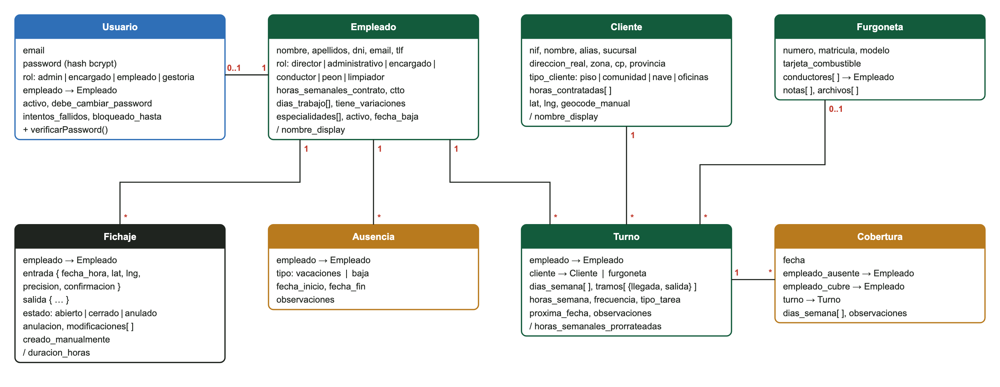 Usuario
email
password (hash bcrypt)
rol: admin | encargado | empleado | gestoria
empleado → Empleado
activo, debe_cambiar_password
intentos_fallidos, bloqueado_hasta
+ verificarPassword()
0..1
1
Empleado
nombre, apellidos, dni, email, tlf
rol: director | administrativo | encargado |
conductor | peon | limpiador
horas_semanales_contrato, ctto
dias_trabajo[], tiene_variaciones
especialidades[], activo, fecha_baja
/ nombre_display
Cliente
nif, nombre, alias, sucursal
direccion_real, zona, cp, provincia
tipo_cliente: piso | comunidad | nave | oficinas
horas_contratadas[ ]
lat, lng, geocode_manual
/ nombre_display
Furgoneta
numero, matricula, modelo
tarjeta_combustible
conductores[ ] → Empleado
notas[ ], archivos[ ]
1
1
1
1
0..1
*
*
*
*
*
Fichaje
empleado → Empleado
entrada { fecha_hora, lat, lng,
precision, confirmacion }
salida { … }
estado: abierto | cerrado | anulado
anulacion, modificaciones[ ]
creado_manualmente
/ duracion_horas
Ausencia
empleado → Empleado
tipo: vacaciones | baja
fecha_inicio, fecha_fin
observaciones
Turno
empleado → Empleado
cliente → Cliente | furgoneta
dias_semana[ ], tramos[ {llegada, salida} ]
horas_semana, frecuencia, tipo_tarea
proxima_fecha, observaciones
/ horas_semanales_prorrateadas
1
*
Cobertura
fecha
empleado_ausente → Empleado
empleado_cubre → Empleado
turno → Turno
dias_semana[ ], observaciones